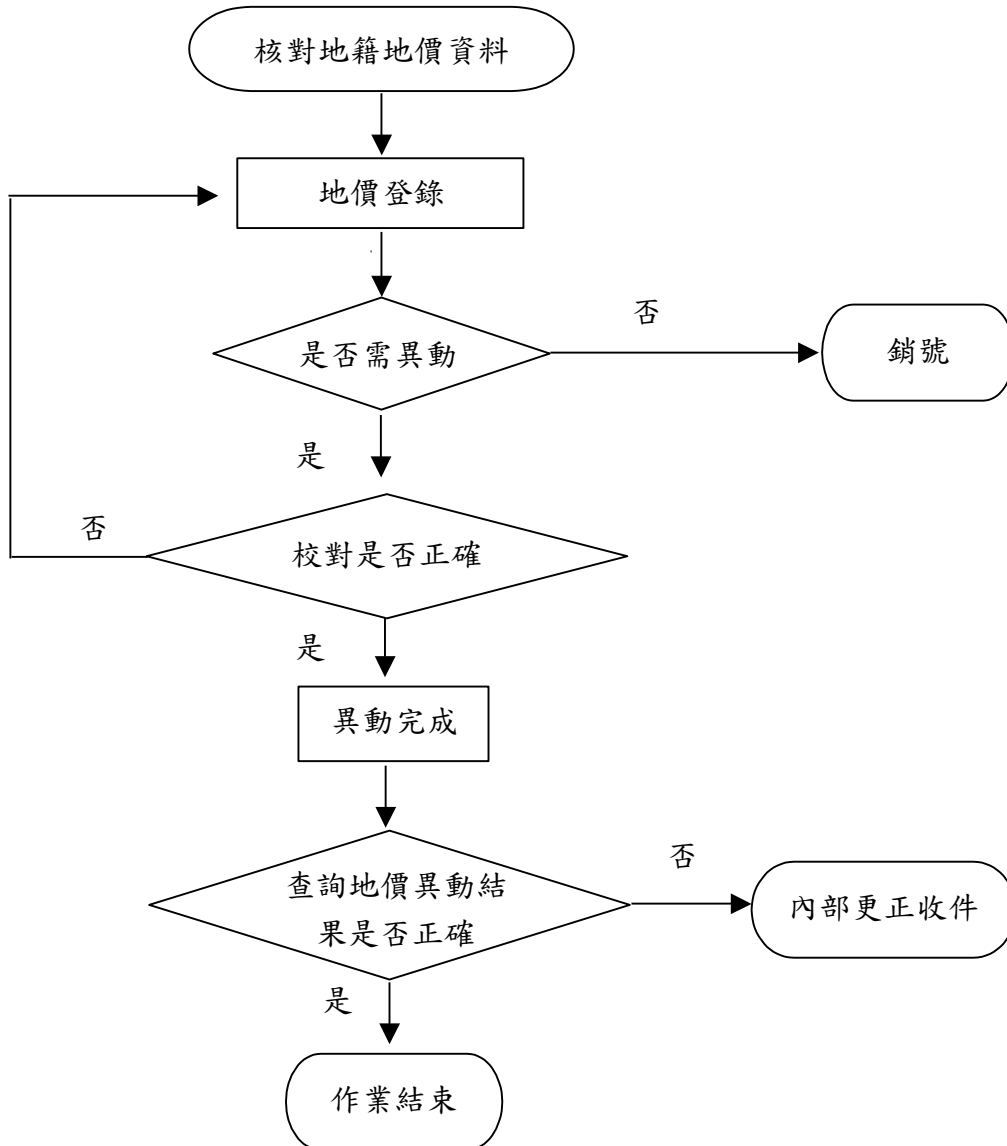 核對地籍地價資料
地價登錄
是否需異動
否
銷號
是
校對是否正確
否
是
異動完成
查詢地價異動結
果是否正確
否
內部更正收件
是
作業結束